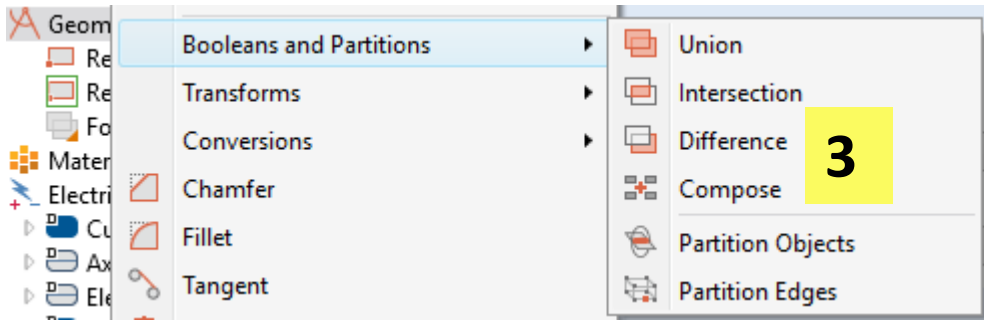 Geom
Re
Re
Fo
Mater
Electri
Cu
Ax
Ele
Booleans and Partitions
Transforms
Conversions
Chamfer
Fillet
Tangent
Union
Intersection
Difference
Compose
Partition Objects
Partition Edges
3